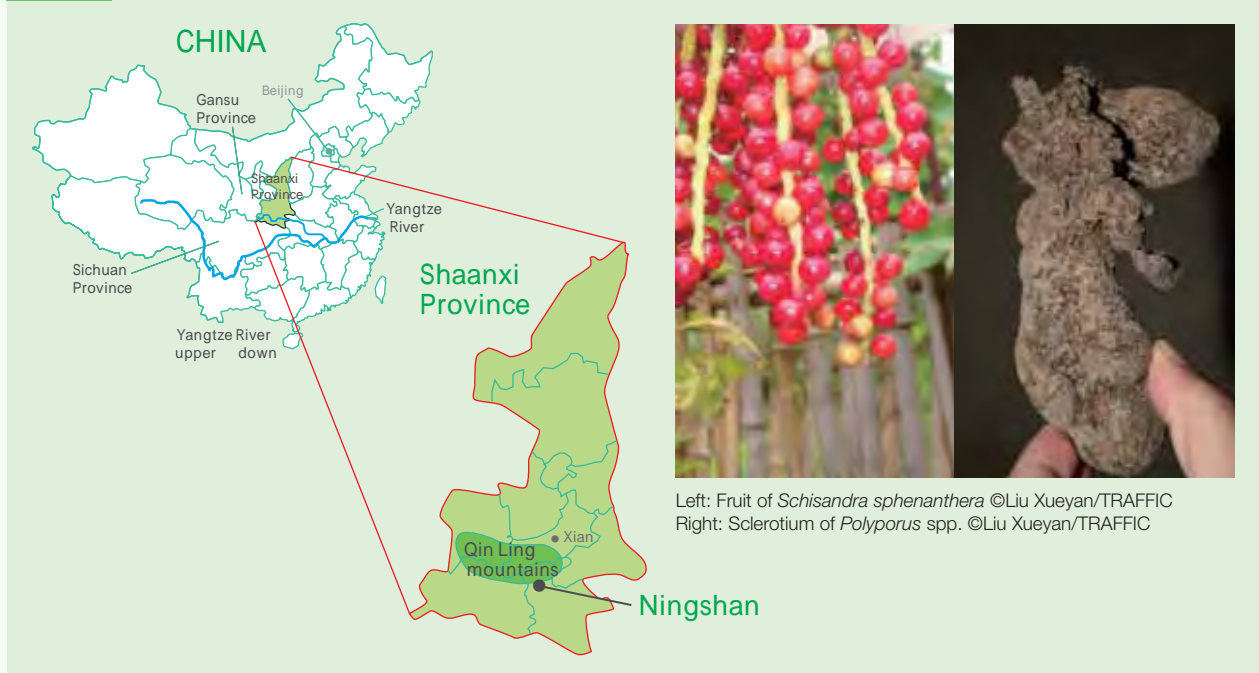 CHINA
Gansu
Province
Beijing
Shaanxi
Province
Yangtze
River
Sichuan
Province
Yangtze River
upper down
Shaanxi
Province
Xian
Qin Ling
mountains
Ningshan
Left: Fruit of Schisandra sphenanthera ©Liu Xueyan/TRAFFIC
Right: Sclerotium of Polyporus spp. ©Liu Xueyan/TRAFFIC